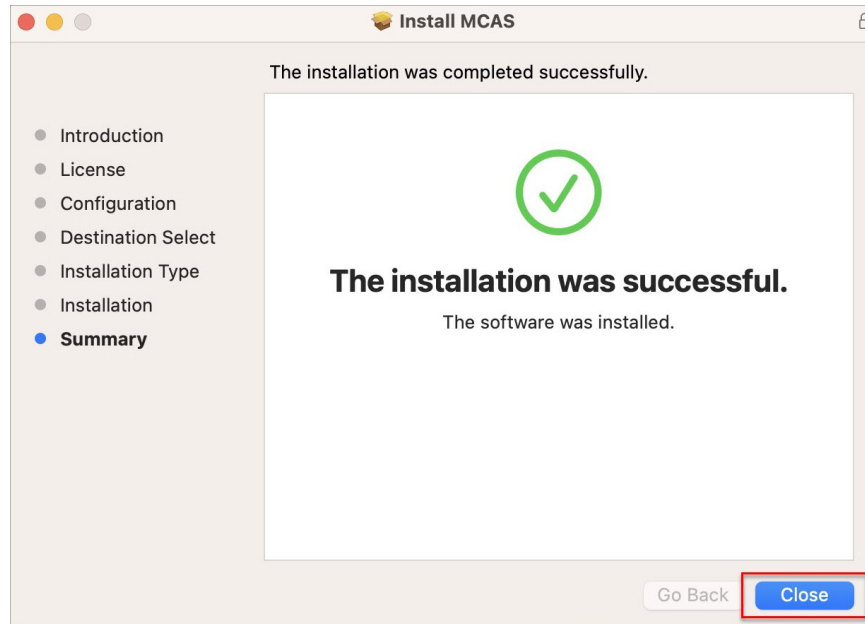 Install MCAS
The installation was completed successfully.
Introduction
License
Configuration
Destination Select
Installation Type
Installation
Summary
The installation was successful.
The software was installed.
Go Back
Close